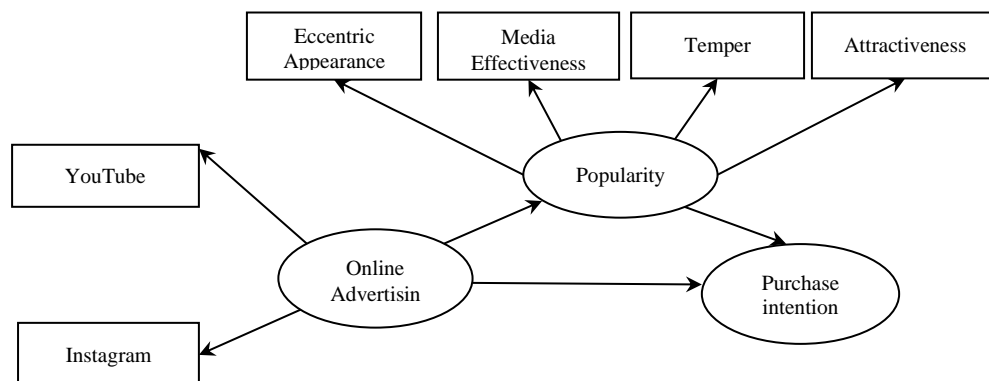 Eccentric
Appearance
Media
Effectiveness
Temper
Attractiveness
YouTube
Popularity
Online
Advertisin
Purchase
intention
Instagram